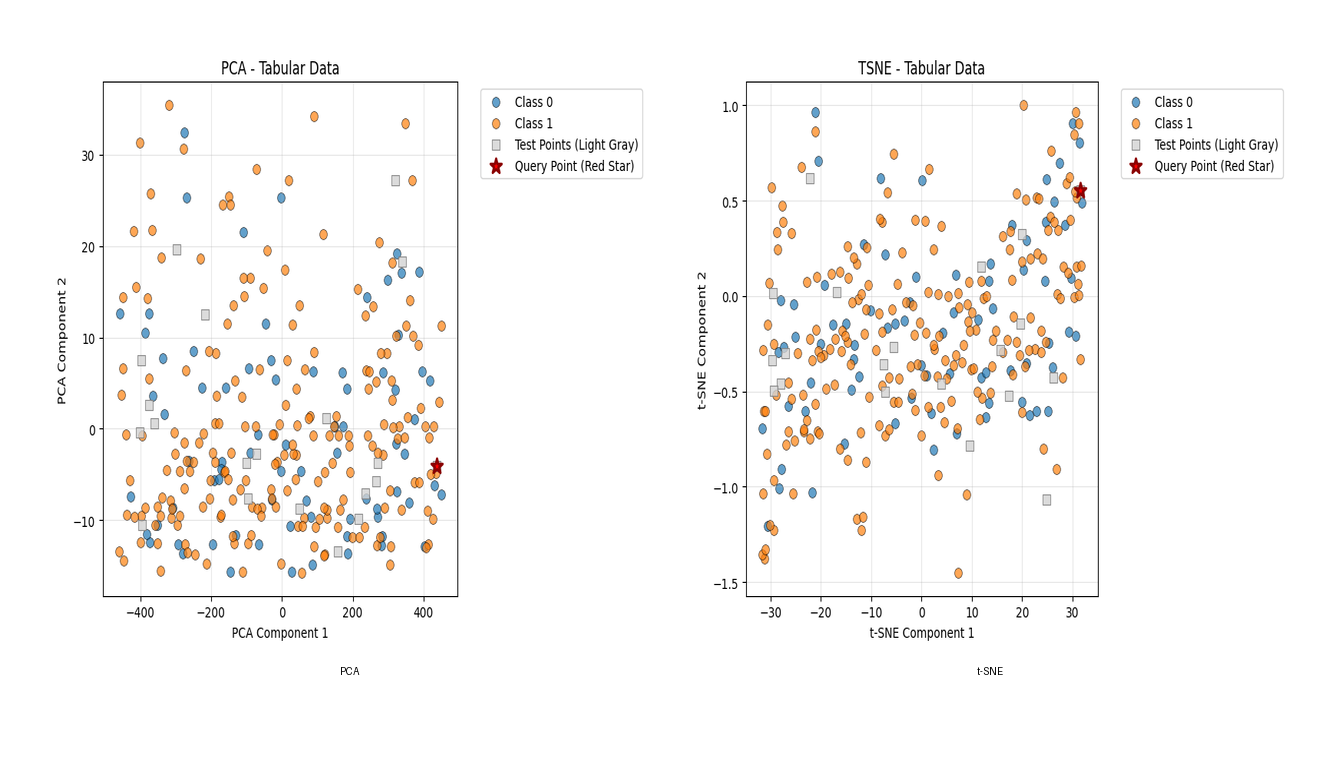 PCA - Tabular Data
PCA Component 2
30
20
10
0
−10
−400
−200
0
200
400
PCA Component 1
Class 0
Class 1
Test Points (Light Gray)
Query Point (Red Star)
PCA
TSNE - Tabular Data
t-SNE Component 2
1.0
0.5
0.0
−0.5
−1.0
−1.5
−30
−20
−10
0
10
20
30
t-SNE Component 1
Class 0
Class 1
Test Points (Light Gray)
Query Point (Red Star)
t-SNE